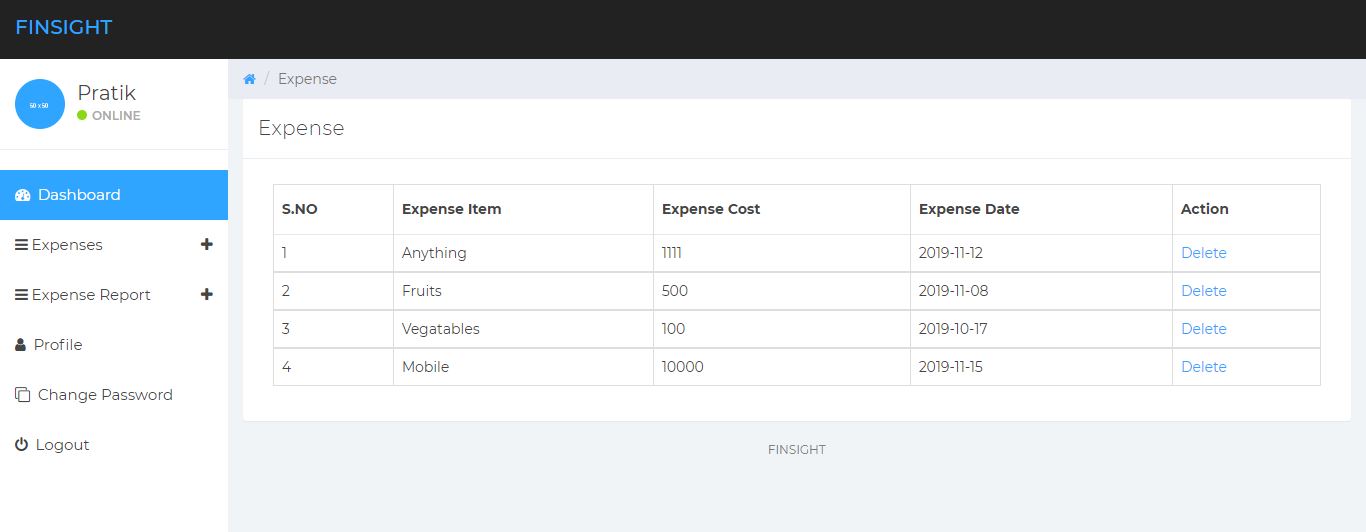 FINSIGHT
50 x 50
Pratik
ONLINE
Dashboard
Expenses
Expense Report
Profile
Change Password
Logout
/ Expense
Expense
S.NO Expense Item Expense Cost Expense Date Action
1 Anything 1111 2019-11-12 Delete
2 Fruits 500 2019-11-08 Delete
3 Vegatables 100 2019-10-17 Delete
4 Mobile 10000 2019-11-15 Delete
FINSIGHT